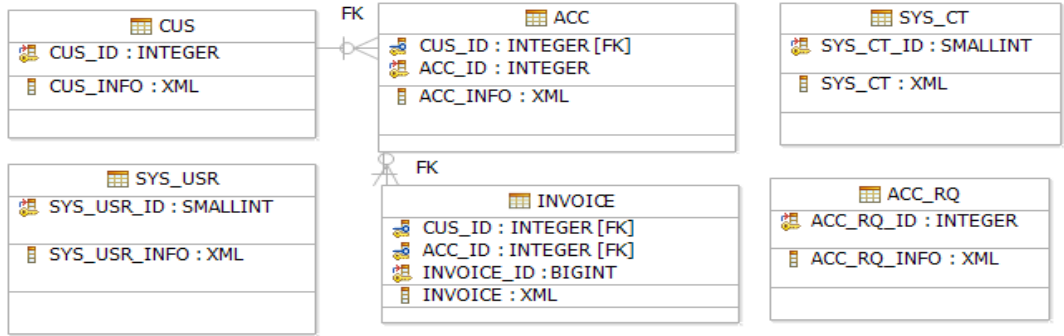 CUS
CUS_ID : INTEGER
CUS_INFO : XML
FK
ACC
CUS_ID : INTEGER [FK]
ACC_ID : INTEGER
ACC_INFO : XML
SYS_CT
SYS_CT_ID : SMALLINT
SYS_CT : XML
SYS_USR
SYS_USR_ID : SMALLINT
SYS_USR_INFO : XML
FK
INVOICE
CUS_ID : INTEGER [FK]
ACC_ID : INTEGER [FK]
INVOICE_ID : BIGINT
INVOICE : XML
ACC_RQ
ACC_RQ_ID : INTEGER
ACC_RQ_INFO : XML